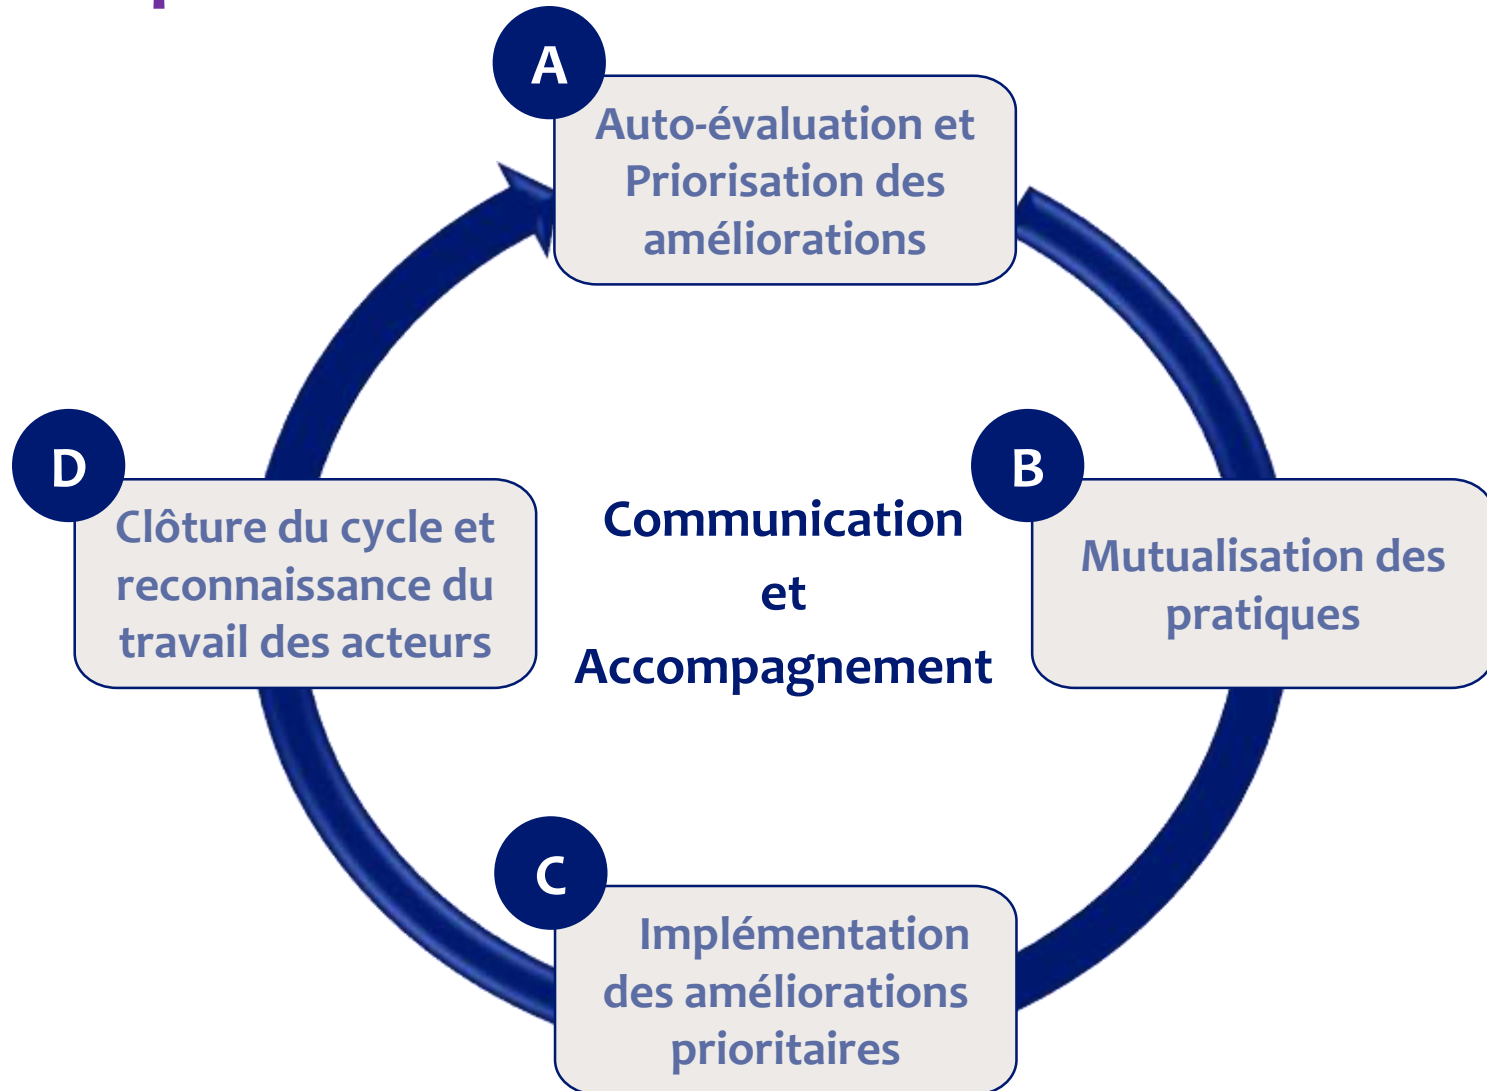 A
Auto-évaluation et
Priorisation des
améliorations
B
Mutualisation des
pratiques
C
Implémentation
des améliorations
prioritaires
D
Clôture du cycle et
reconnaissance du
travail des acteurs
Communication
et
Accompagnement